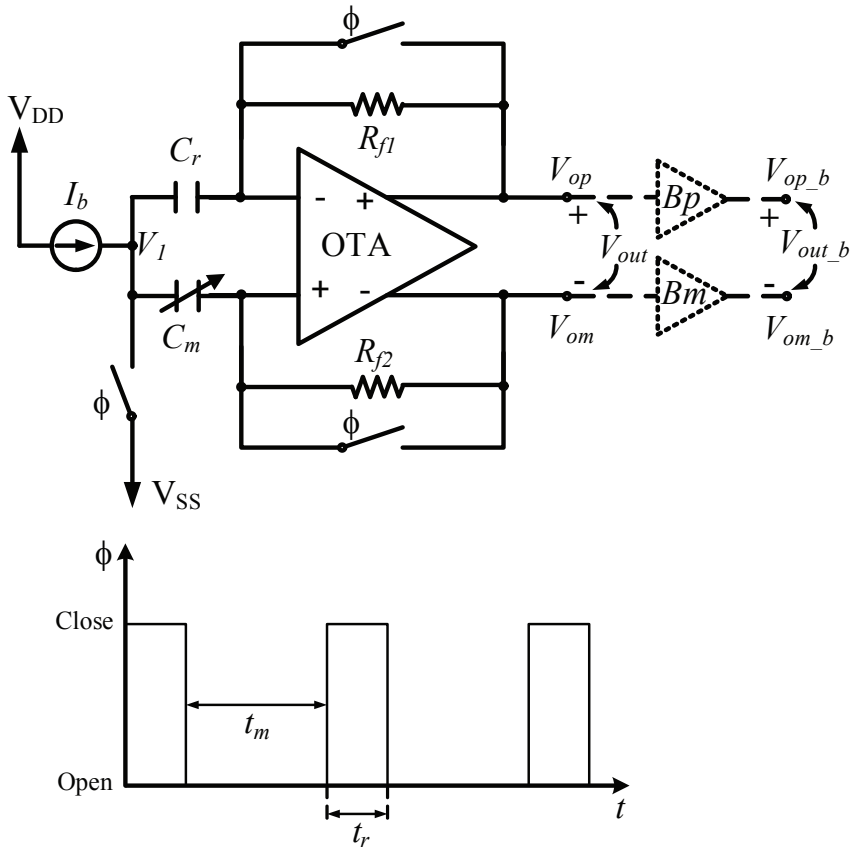 ϕ
V_DD
R_f1
C_r
I_b
V_1
- +
OTA
+ -
V_op
+
V_out
-
V_om
Bp
Bm
V_op_b
+
V_out_b
-
V_om_b
C_m
R_f2
ϕ
ϕ
V_SS
ϕ
Close
t_m
Open
t
t_r